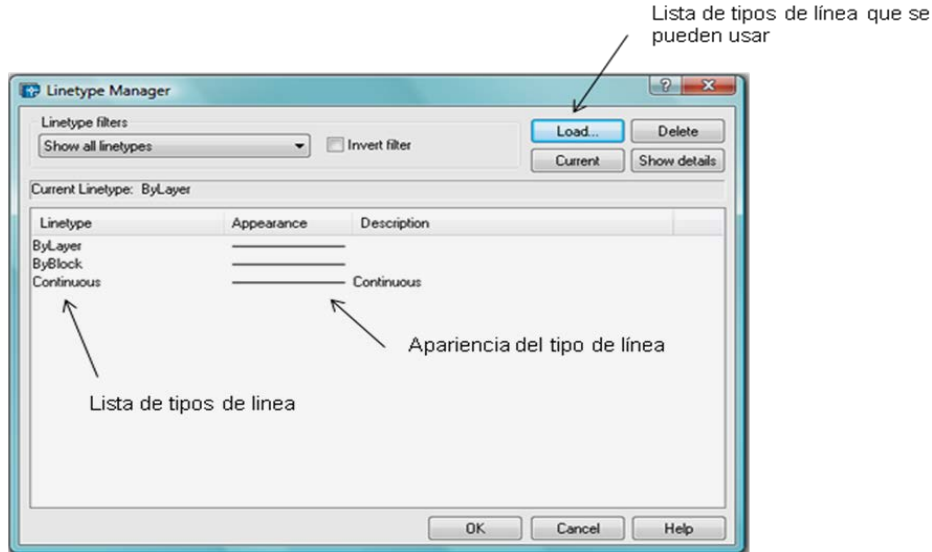 Lista de tipos de línea que se
pueden usar
Linetype Manager
Linetype filters
Show all linetypes
Invert filter
Load...
Delete
Current
Show details
Current Linetype: ByLayer
Linetype Appearance Description
ByLayer
ByBlock
Continuous Continuous
Apariencia del tipo de línea
Lista de tipos de linea
OK Cancel Help